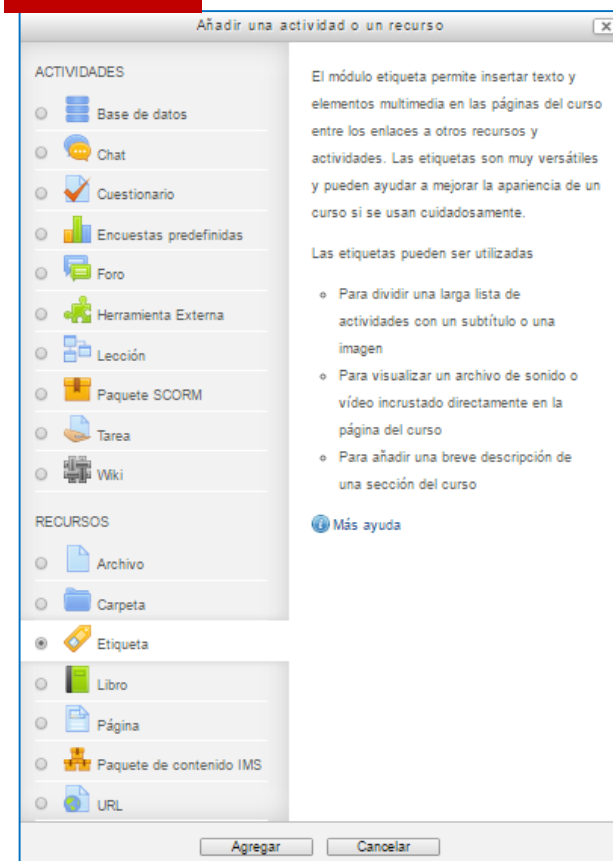 Añadir una actividad o un recurso
x
ACTIVIDADES
Base de datos
Chat
Cuestionario
Encuestas predefinidas
Foro
Herramienta Externa
Lección
Paquete SCORM
Tarea
Wiki
RECURSOS
Archivo
Carpeta
Etiqueta
Libro
Página
Paquete de contenido IMS
URL
El módulo etiqueta permite insertar texto y
elementos multimedia en las páginas del curso
entre los enlaces a otros recursos y
actividades. Las etiquetas son muy versátiles
y pueden ayudar a mejorar la apariencia de un
curso si se usan cuidadosamente.
Las etiquetas pueden ser utilizadas
Para dividir una larga lista de
actividades con un subtítulo o una
imagen
Para visualizar un archivo de sonido o
vídeo incrustado directamente en la
página del curso
Para añadir una breve descripción de
una sección del curso
Más ayuda
Agregar
Cancelar